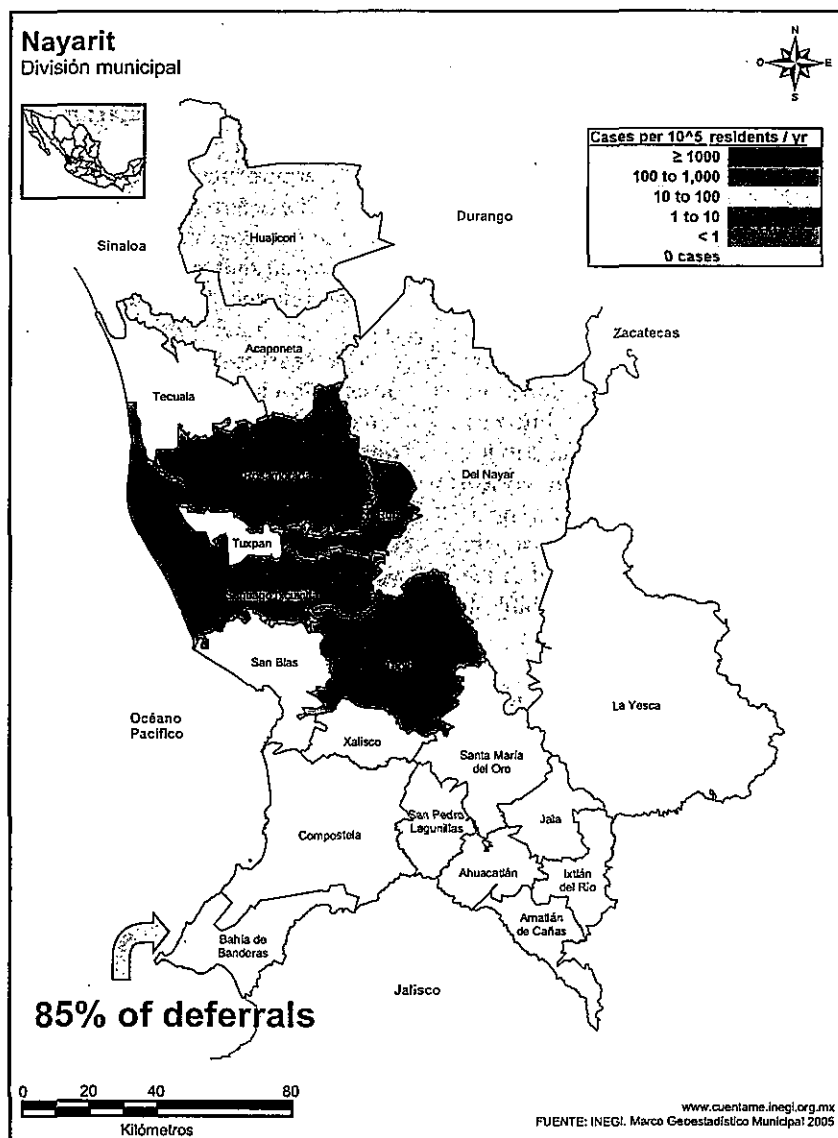 Nayarit
División municipal
N
O
E
S
Cases per 10^5 residents / yr
≥ 1000
100 to 1,000
10 to 100
1 to 10
< 1
0 cases
Durango
Sinaloa
Huajicori
Zacatecas
Acaponeta
Tecuala
Del Nayar
Tuxpan
San Blas
La Yesca
Océano
Pacifico
Xalisco
Santa María
del Oro
San Pedro
Lagunillas
Jala
Compostela
Ahuacatlán
Ixtlán
del Río
Amatlán
de Cañas
Bahía de
Banderas
Jalisco
85% of deferrals
0 20 40 80
Kilómetros
www.cuentame.inegi.org.mx
FUENTE: INEGI. Marco Geoestadístico Municipal 2005